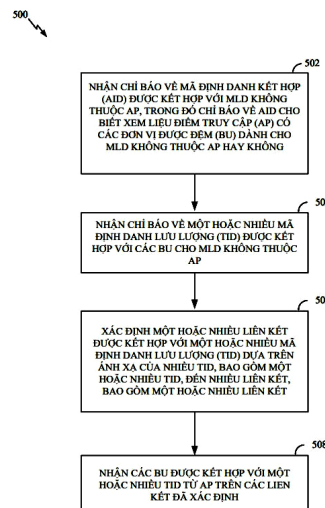 500
502
NHẬN CHỈ BÁO VỀ MÃ ĐỊNH DANH KẾT HỢP
(AID) ĐƯỢC KẾT HỢP VỚI MLD KHÔNG
THUỘC AP, TRONG ĐÓ CHỈ BÁO VỀ AID CHO
BIẾT XEM LIỆU ĐIỂM TRUY CẬP (AP) CÓ
CÁC ĐƠN VỊ ĐƯỢC ĐỆM (BU) DÀNH CHO
MLD KHÔNG THUỘC AP HAY KHÔNG
50
NHẬN CHỈ BÁO VỀ MỘT HOẶC NHIỀU MÃ
ĐỊNH DANH LƯU LƯỢNG (TID) ĐƯỢC KẾT
HỢP VỚI CÁC BU CHO MLD KHÔNG THUỘC
AP
50
XÁC ĐỊNH MỘT HOẶC NHIỀU LIÊN KẾT
ĐƯỢC KẾT HỢP VỚI MỘT HOẶC NHIỀU MÃ
ĐỊNH DANH LƯU LƯỢNG (TID) DỰA TRÊN
ÁNH XẠ CỦA NHIỀU TID, BAO GỒM MỘT
HOẶC NHIỀU TID, ĐẾN NHIỀU LIÊN KẾT,
BAO GỒM MỘT HOẶC NHIỀU LIÊN KẾT
508
NHẬN CÁC BU ĐƯỢC KẾT HỢP VỚI MỘT
HOẶC NHIỀU TID TỪ AP TRÊN CÁC LIÊN
KẾT ĐÃ XÁC ĐỊNH